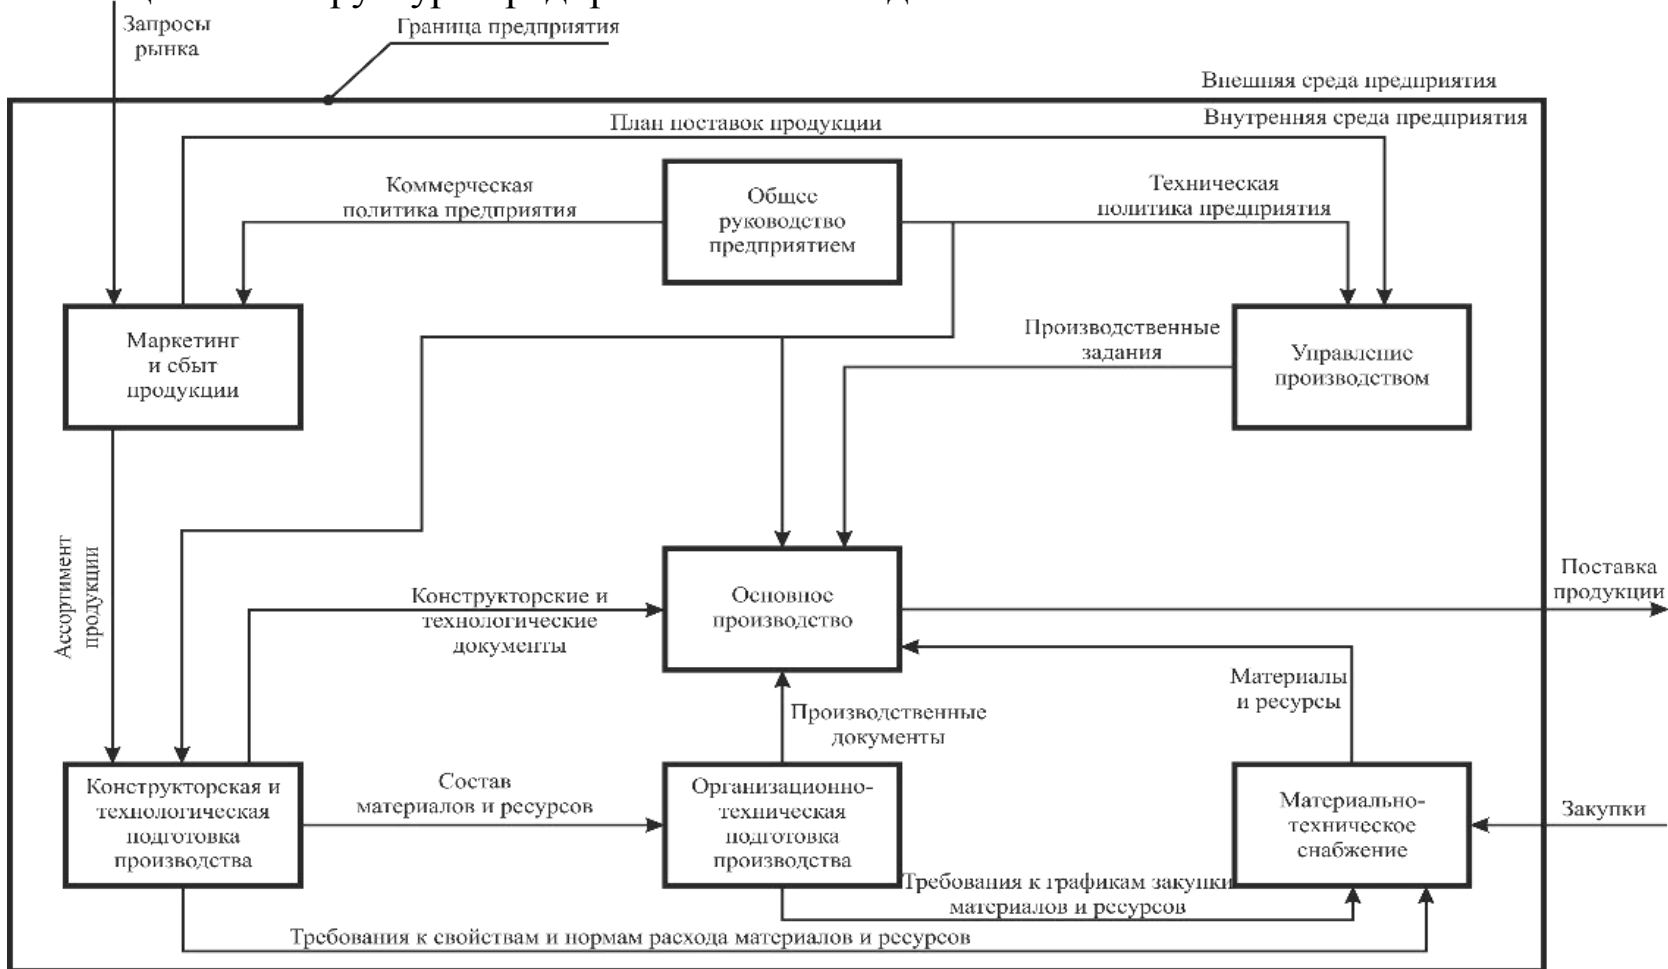 Запросы
рынка
Граница предприятия
Внешняя среда предприятия
Внутренняя среда предприятия
План поставок продукции
Коммерческая
политика предприятия
Общее
руководство
предприятием
Техническая
политика предприятия
Маркетинг
и сбыт
продукции
Производственные
задания
Управление
производством
Ассортимент
продукции
Конструкторские и
технологические
документы
Основное
производство
Поставка
продукции
Материалы
и ресурсы
Производственные
документы
Конструкторская и
технологическая
подготовка
производства
Состав
материалов и ресурсов
Организационно-
техническая
подготовка
производства
Материально-
техническое
снабжение
Закупки
Требования к графикам закупки
материалов и ресурсов
Требования к свойствам и нормам расхода материалов и ресурсов